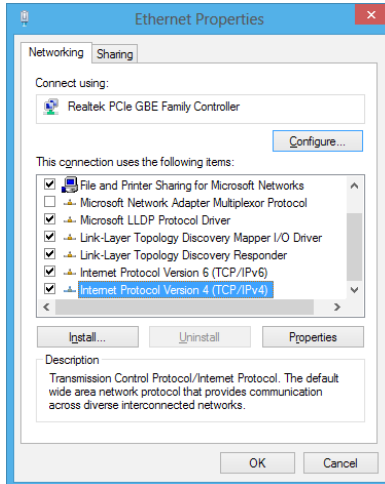 Ethernet Properties
Networking
Sharing
Connect using:
Realtek PCIe GBE Family Controller
Configure...
This connection uses the following items:
File and Printer Sharing for Microsoft Networks
Microsoft Network Adapter Multiplexor Protocol
Microsoft LLDP Protocol Driver
Link-Layer Topology Discovery Mapper I/O Driver
Link-Layer Topology Discovery Responder
Internet Protocol Version 6 (TCP/IPv6)
Internet Protocol Version 4 (TCP/IPv4)
Install...
Uninstall
Properties
Description
Transmission Control Protocol/Internet Protocol. The default
wide area network protocol that provides communication
across diverse interconnected networks.
OK
Cancel